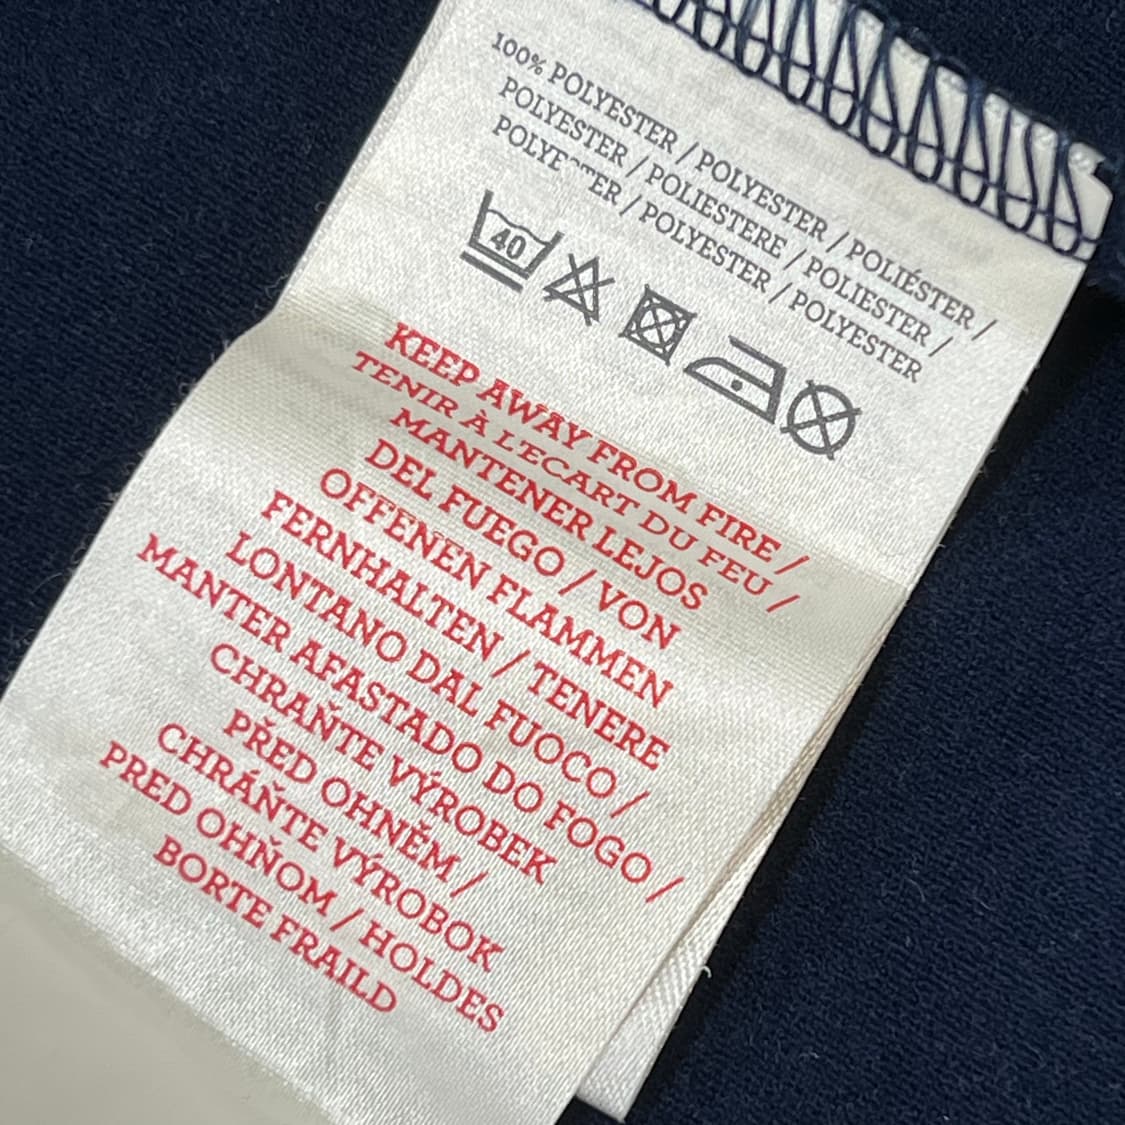 100% POLYESTER / POLYESTER / POLIÉSTER /
POLYESTER / POLIESTERE / POLIESTER /
POLYESTER / POLYESTER / POLYESTER
40
KEEP AWAY FROM FIRE /
TENIR À L'ECART DU FEU /
MANTENER LEJOS
DEL FUEGO / VON
OFFENEN FLAMMEN
FERNHALTEN / TENERE
LONTANO DAL FUOCO /
MANTER AFASTADO DO FOGO /
CHRAŇTE VÝROBEK
PŘED OHNĚM /
CHRÁŇTE VÝROBOK
PRED OHŇOM / HOLDES
BORTE FRAILD